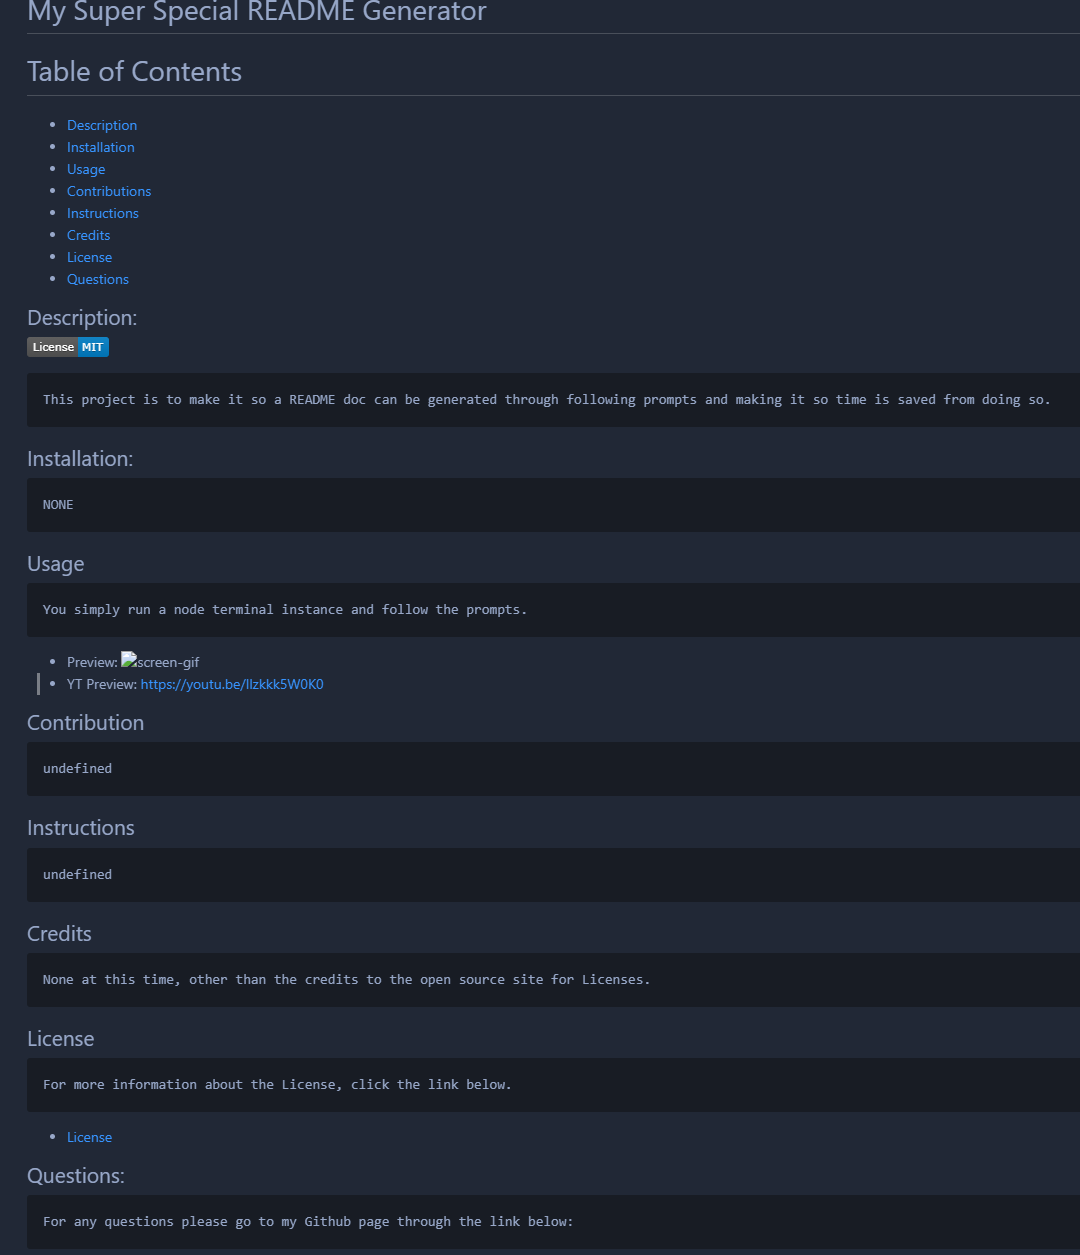 My Super Special README Generator
Table of Contents
Description
Installation
Usage
Contributions
Instructions
Credits
License
Questions
Description:
License MIT
This project is to make it so a README doc can be generated through following prompts and making it so time is saved from doing so.
Installation:
NONE
Usage
You simply run a node terminal instance and follow the prompts.
Preview: screen-gif
YT Preview: https://youtu.be/lIzkkk5W0K0
Contribution
undefined
Instructions
undefined
Credits
None at this time, other than the credits to the open source site for Licenses.
License
For more information about the License, click the link below.
License
Questions:
For any questions please go to my Github page through the link below: